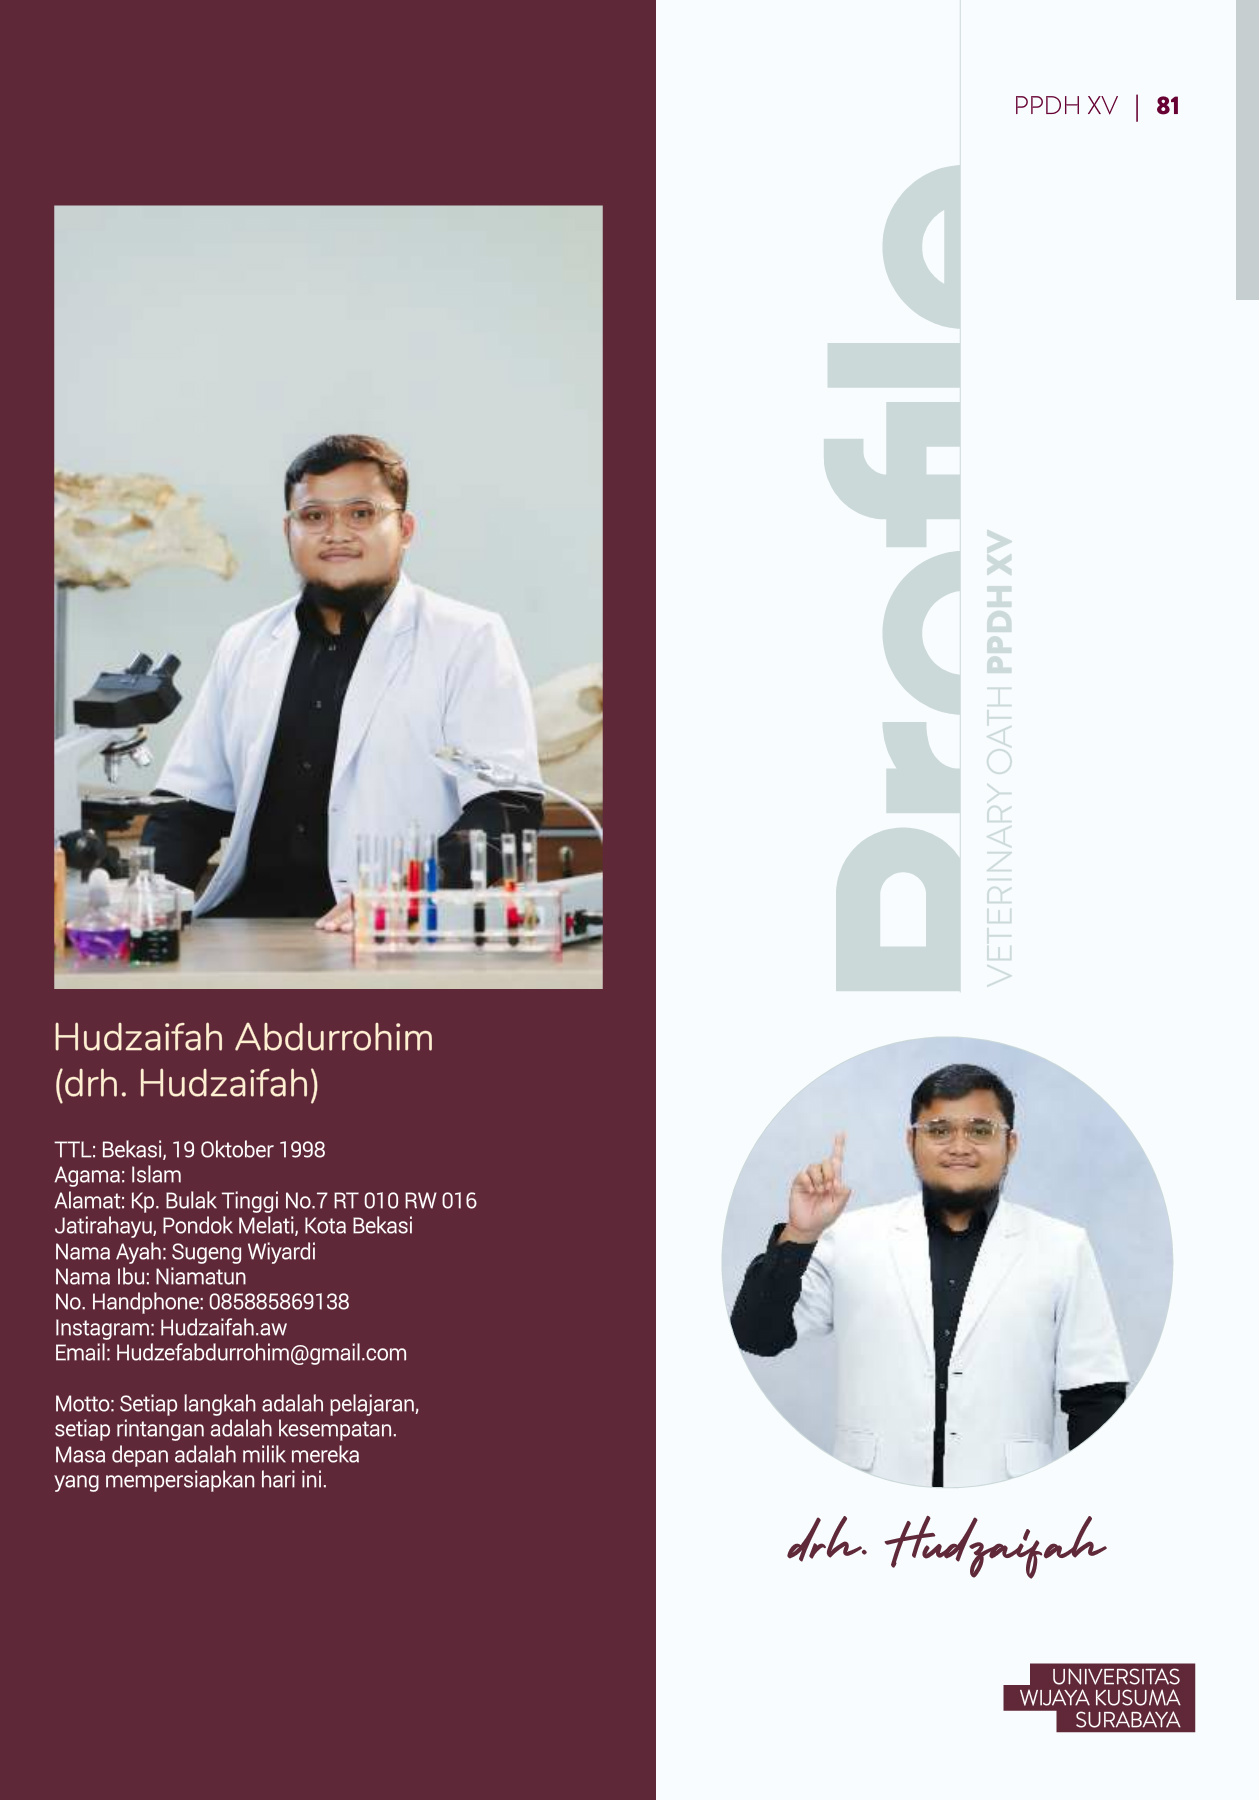 PPDH XV | 81
Profile
VETERINARY OATH PPDH XV
Hudzaifah Abdurrohim
(drh. Hudzaifah)
TTL: Bekasi, 19 Oktober 1998
Agama: Islam
Alamat: Kp. Bulak Tinggi No.7 RT 010 RW 016
Jatirahayu, Pondok Melati, Kota Bekasi
Nama Ayah: Sugeng Wiyardi
Nama Ibu: Niamatun
No. Handphone: 085885869138
Instagram: Hudzaifah.aw
Email: Hudzefabdurrohim@gmail.com
Motto: Setiap langkah adalah pelajaran,
setiap rintangan adalah kesempatan.
Masa depan adalah milik mereka
yang mempersiapkan hari ini.
drh. Hudzaifah
UNIVERSITAS
WIJAYA KUSUMA
SURABAYA